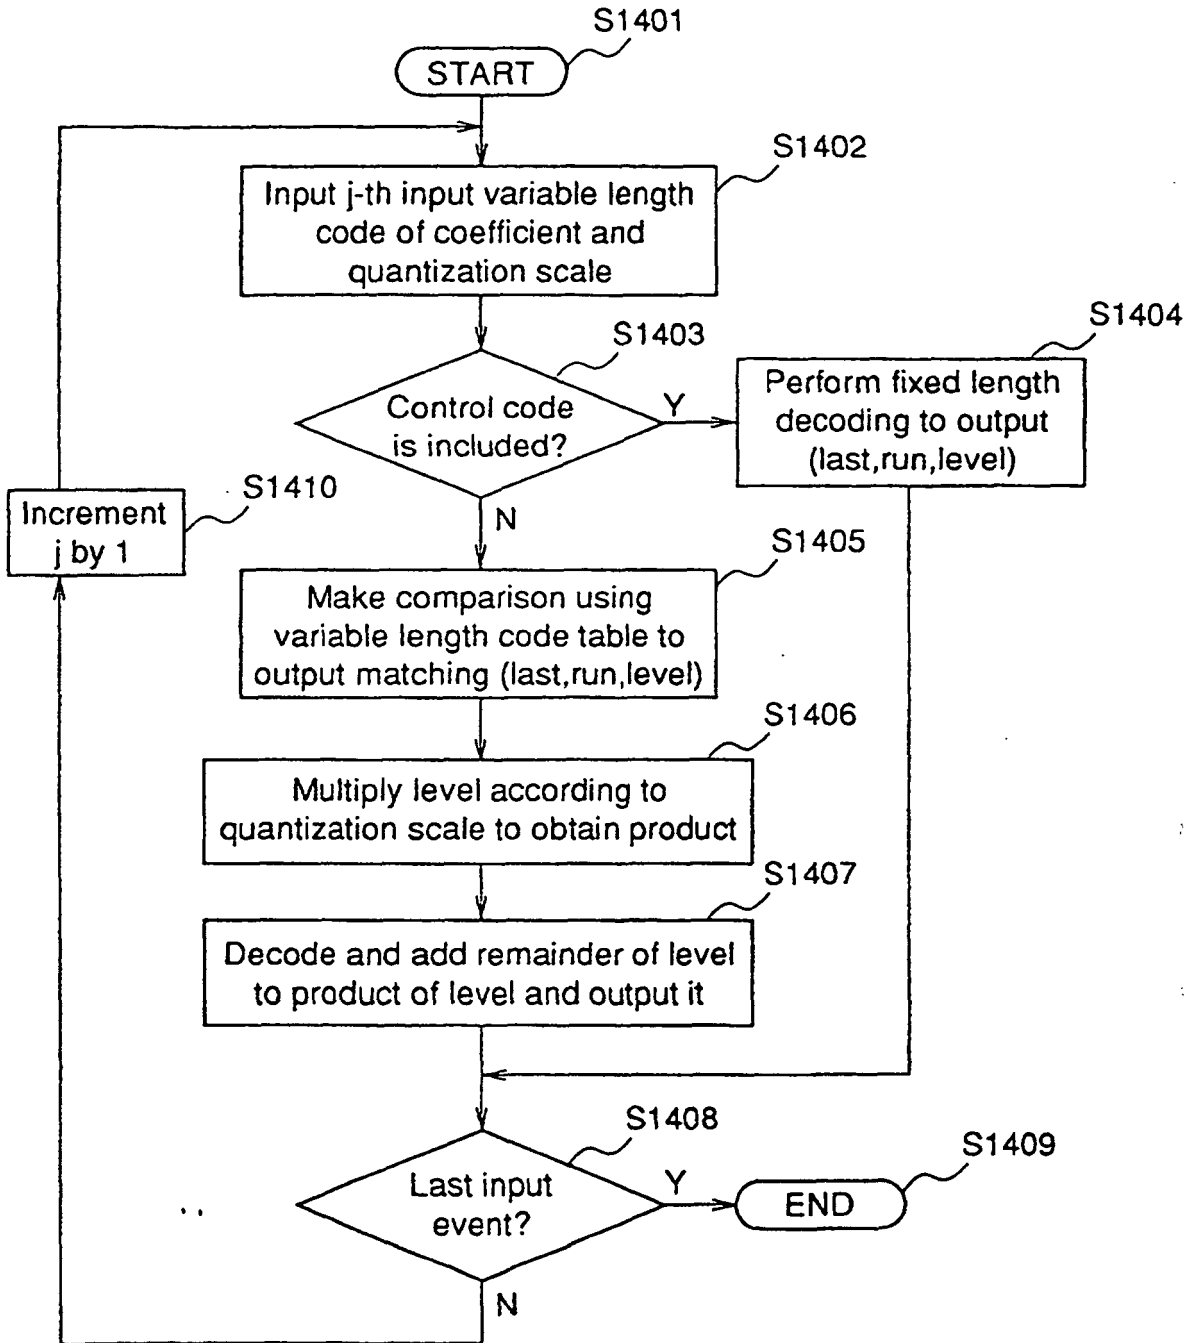 S1401
START
S1402
Input j-th input variable length
code of coefficient and
quantization scale
S1403
Control code
is included?
Y
N
S1404
Perform fixed length
decoding to output
(last,run,level)
S1410
Increment
j by 1
S1405
Make comparison using
variable length code table to
output matching (last,run,level)
S1406
Multiply level according to
quantization scale to obtain product
S1407
Decode and add remainder of level
to product of level and output it
S1408
Last input
event?
Y
N
S1409
END